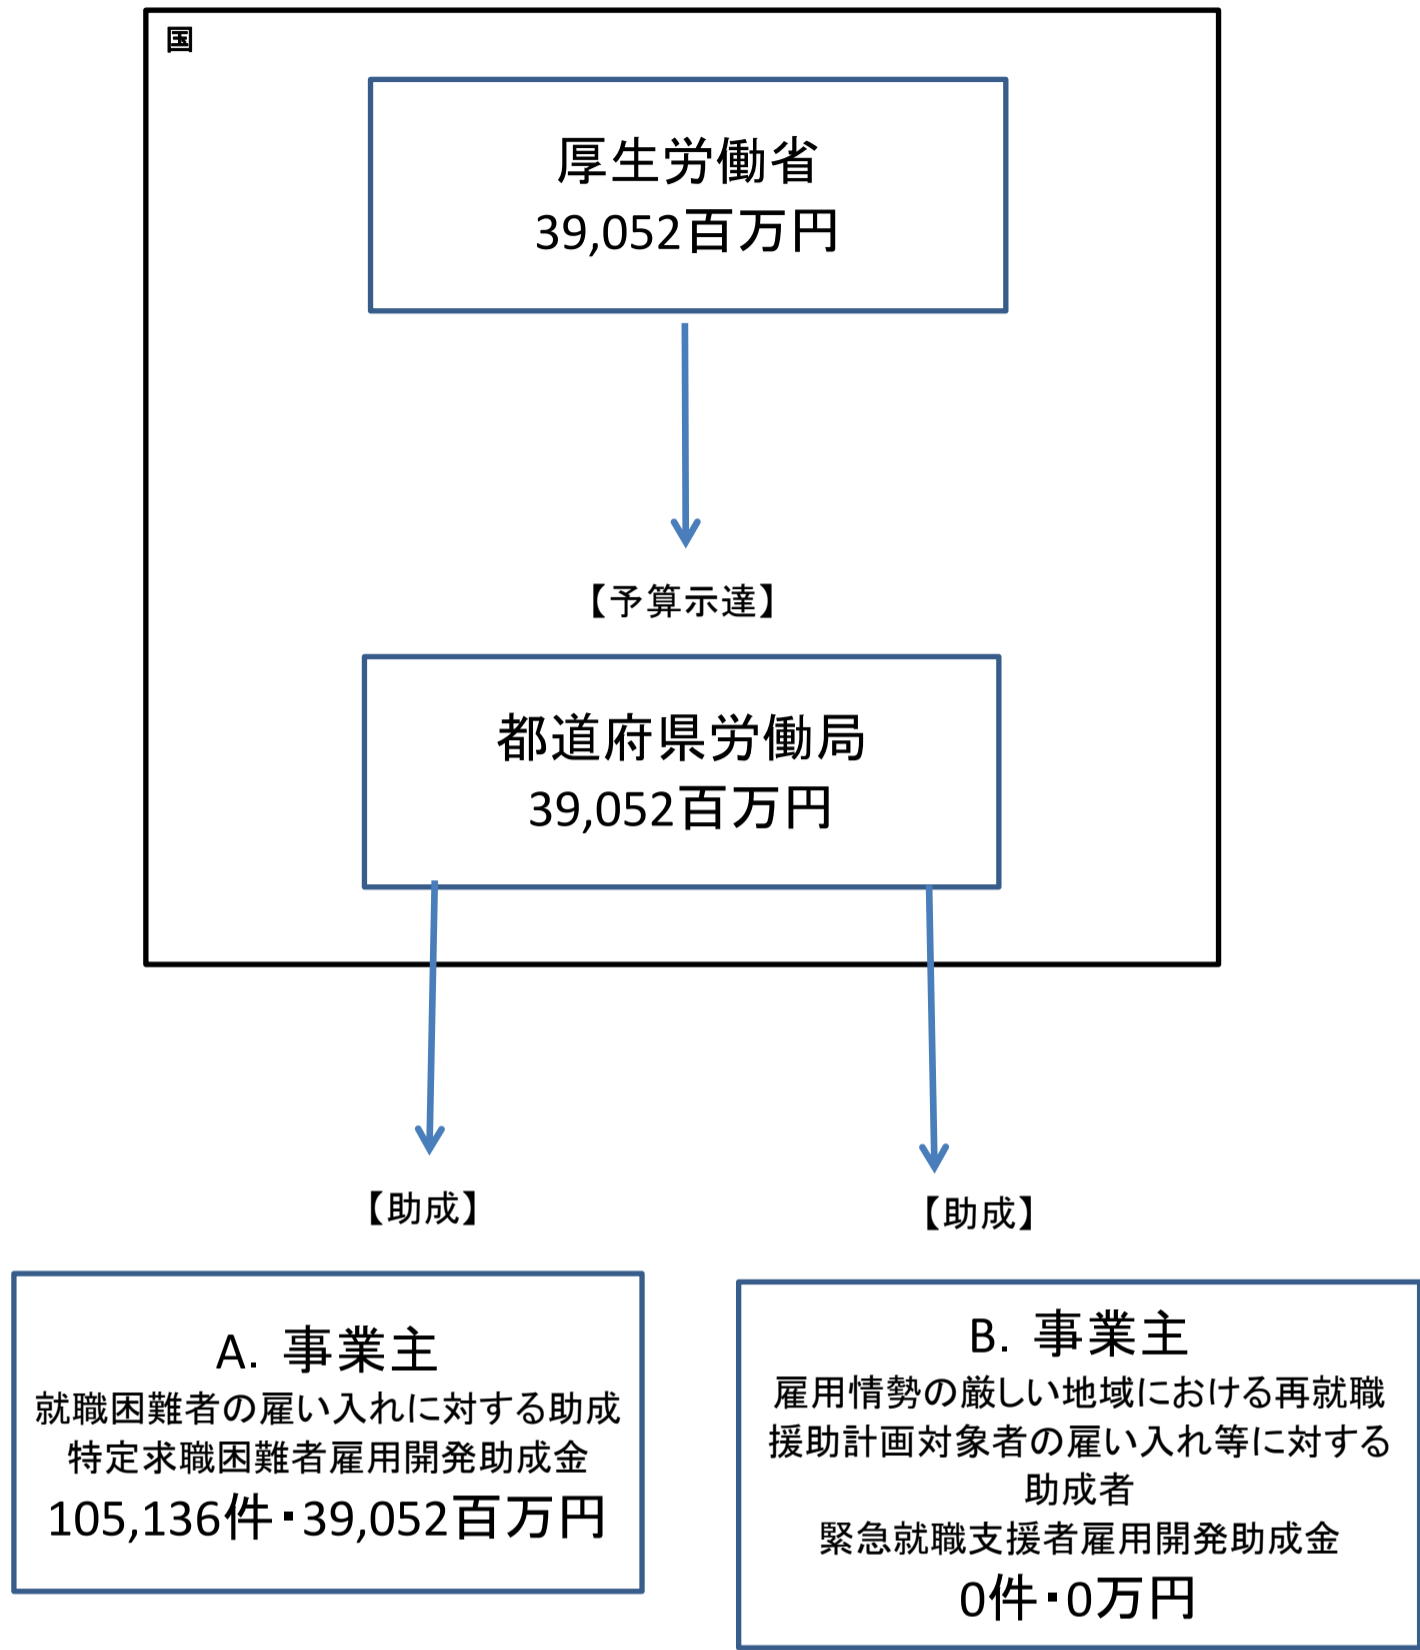 国
厚生労働省
39,052百万円
【予算示達】
都道府県労働局
39,052百万円
【助成】
【助成】
A. 事業主
就職困難者の雇い入れに対する助成
特定求職困難者雇用開発助成金
105,136件・39,052百万円
B. 事業主
雇用情勢の厳しい地域における再就職
援助計画対象者の雇い入れ等に対する
助成者
緊急就職支援者雇用開発助成金
0件・0万円